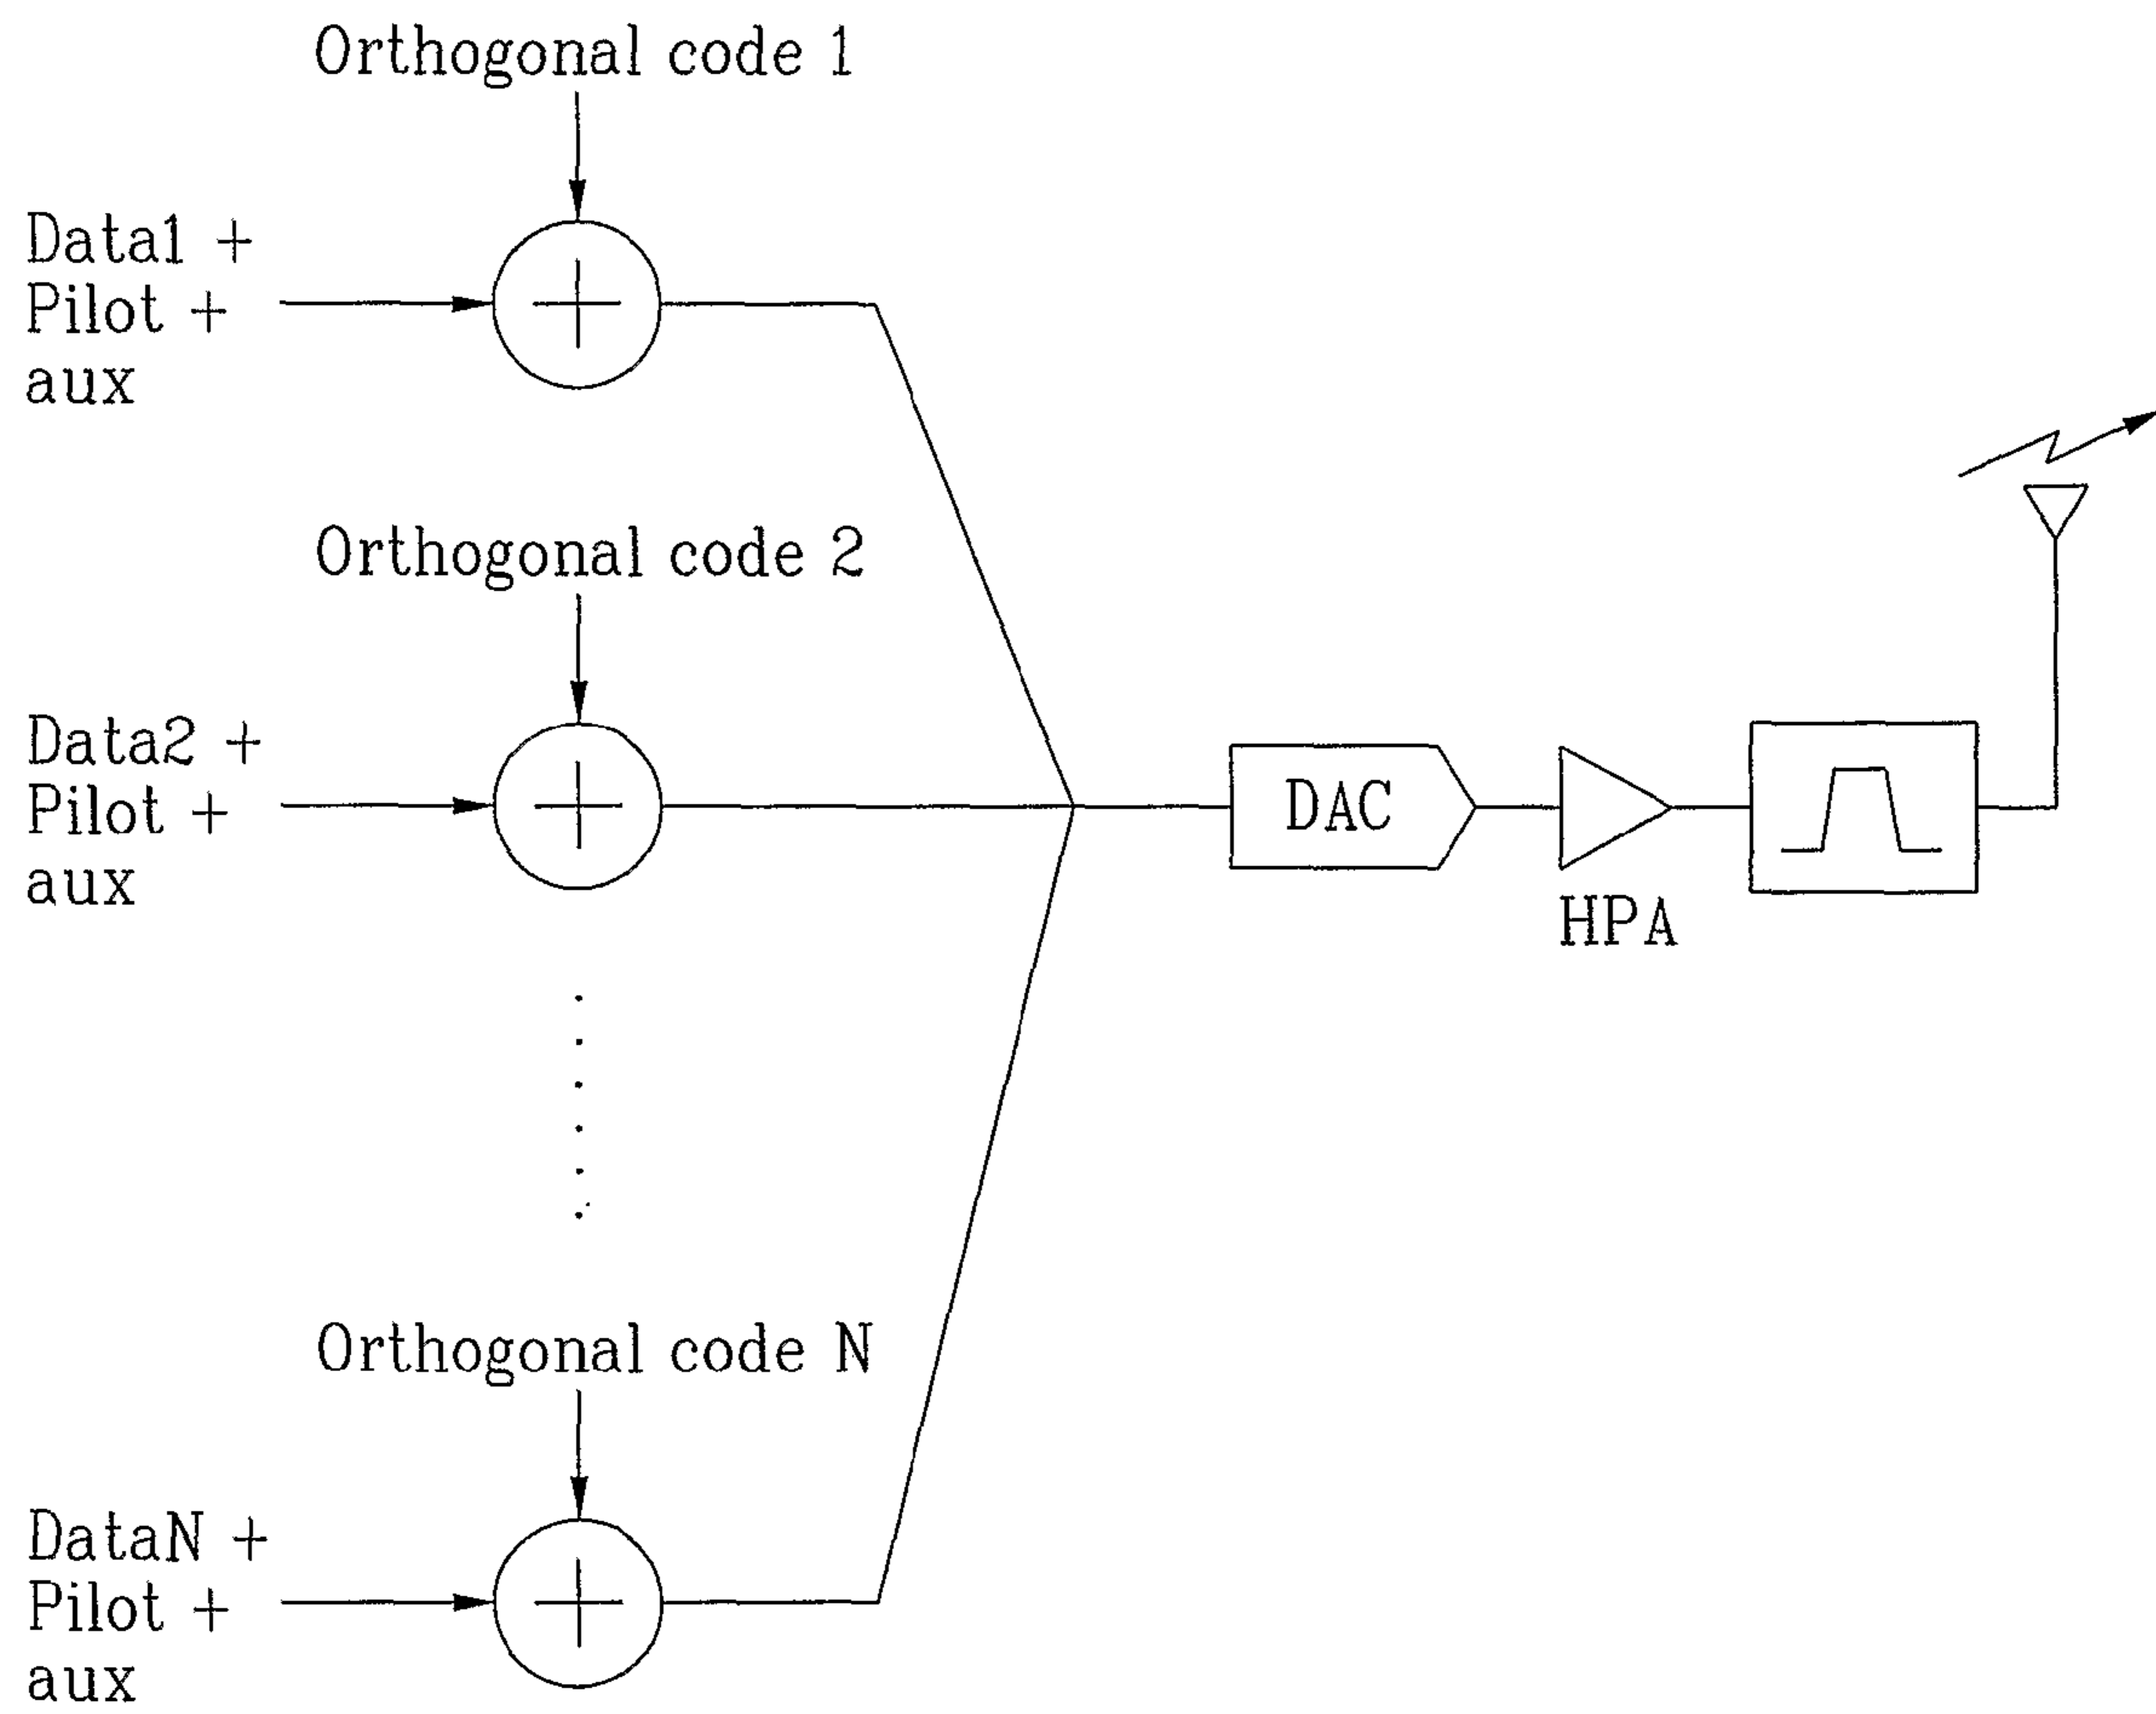 Orthogonal code 1
Data1 +
Pilot +
aux
Orthogonal code 2
Data2 +
Pilot +
aux
DAC
HPA
Orthogonal code N
DataN +
Pilot +
aux